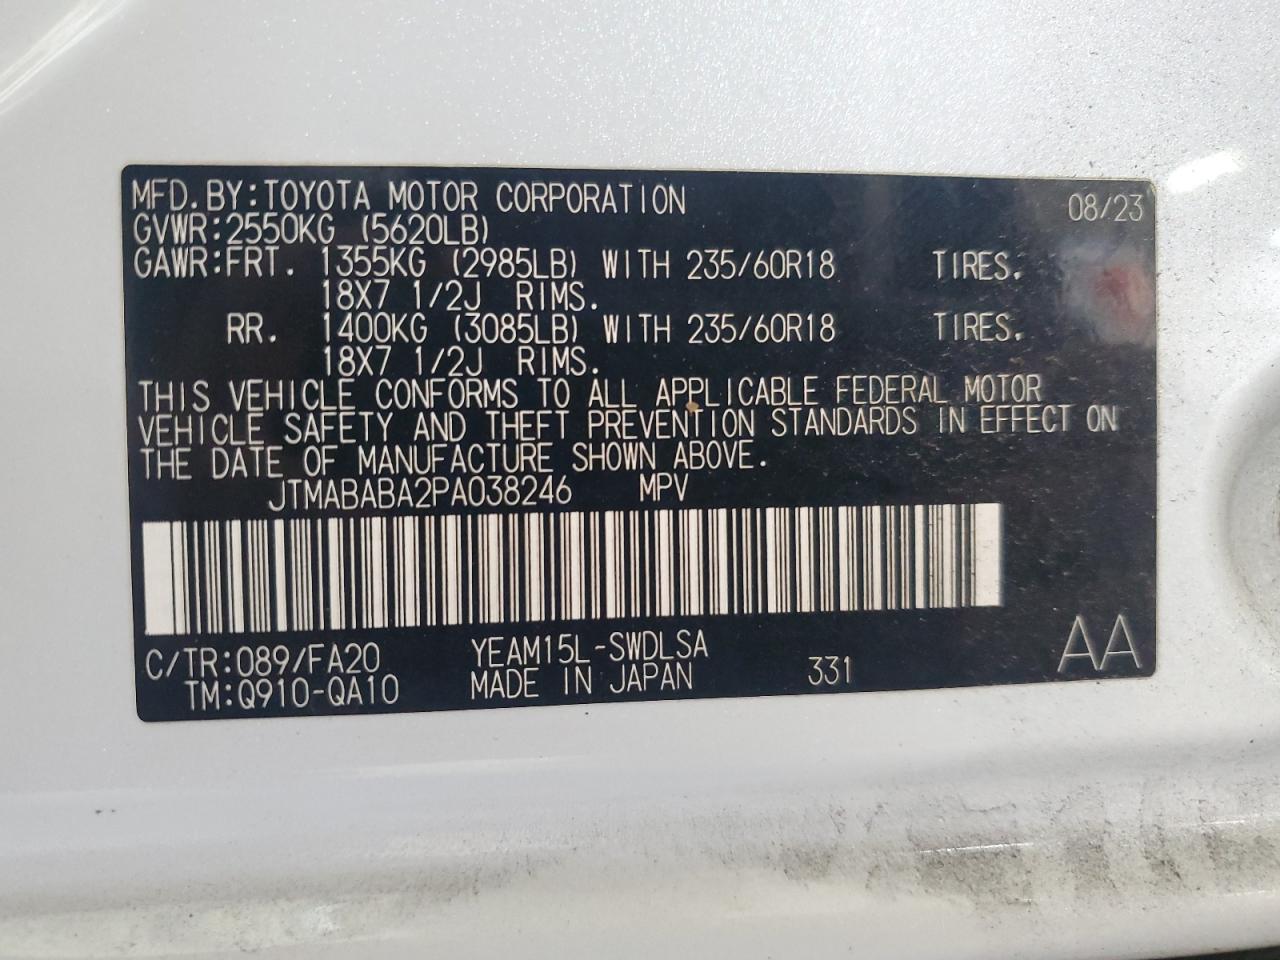 MFD.BY:TOYOTA MOTOR CORPORATION 08/23
GVWR:2550KG (5620LB)
GAWR:FRT. 1355KG (2985LB) WITH 235/60R18 TIRES.
18X7 1/2J RIMS.
RR. 1400KG (3085LB) WITH 235/60R18 TIRES.
18X7 1/2J RIMS.
THIS VEHICLE CONFORMS TO ALL APPLICABLE FEDERAL MOTOR
VEHICLE SAFETY AND THEFT PREVENTION STANDARDS IN EFFECT ON
THE DATE OF MANUFACTURE SHOWN ABOVE.
JTMABABA2PA038246 MPV
C/TR:089/FA20 YEAM15L-SWDLSA
TM:Q910-QA10 MADE IN JAPAN 331 AA